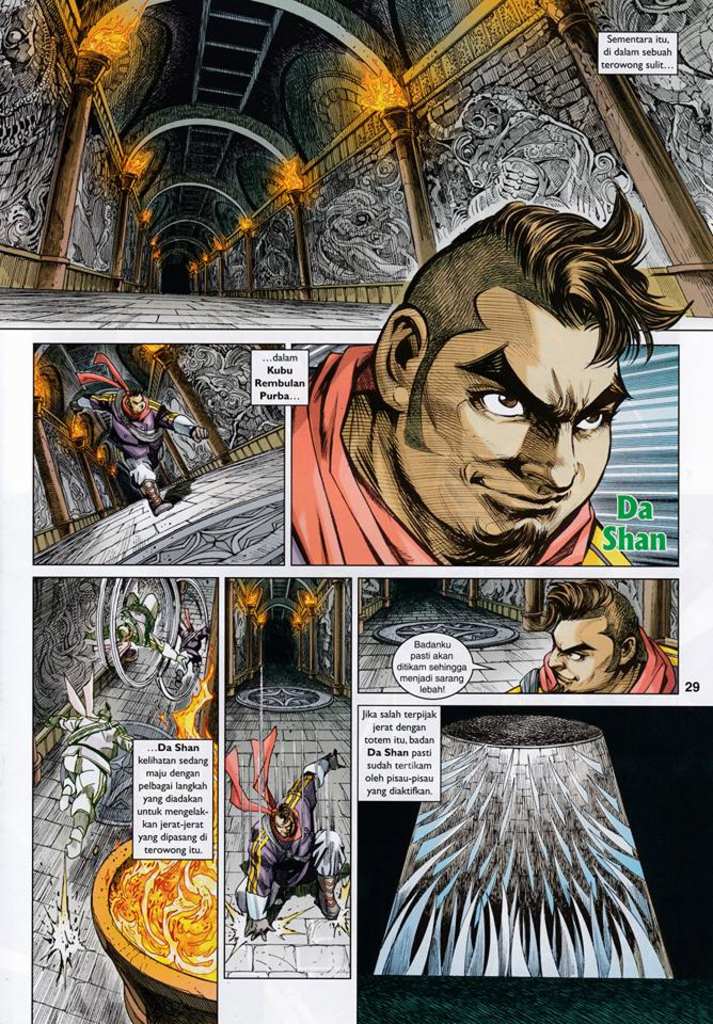 Sementara itu,
di dalam sebuah
terowong sulit...
...dalam
Kubu
Rembulan
Purba...
Da
Shan
...Da Shan
kelihatan sedang
maju dengan
pelbagai langkah
yang diadakan
untuk mengelak-
kan jerat-jerat
yang dipasang di
terowong itu.
Badanku
pasti akan
ditikam sehingga
menjadi sarang
lebah!
29
Jika salah terpijak
jerat dengan
totem itu, badan
Da Shan pasti
sudah tertikam
oleh pisau-pisau
yang diaktifkan.